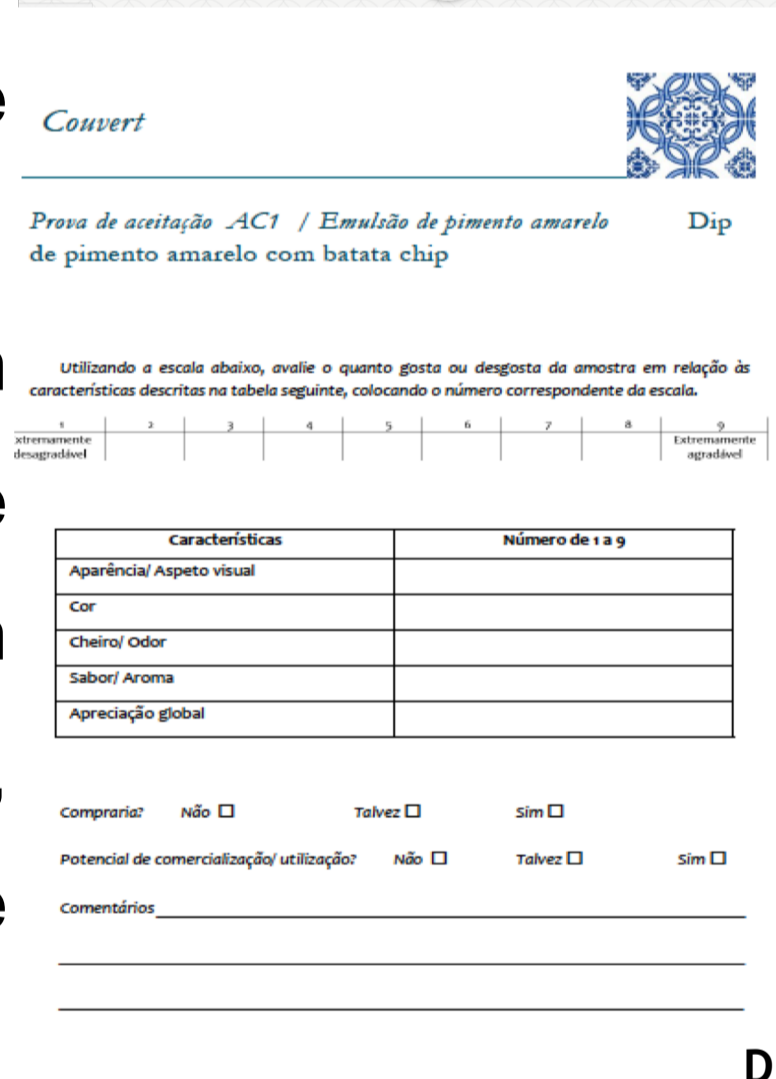 Couvert
Prova de aceitação AC1 / Emulsão de pimento amarelo Dip
de pimento amarelo com batata chip
Utilizando a escala abaixo, avalie o quanto gosta ou desgosta da amostra em relação às
características descritas na tabela seguinte, colocando o número correspondente da escala.
1 2 3 4 5 6 7 8 9
xtremamente Extremamente
desagradável agradável
Características Número de 1 a 9
Aparência/ Aspeto visual
Cor
Cheiro/ Odor
Sabor/ Aroma
Apreciação global
Compraria? Não ☐ Talvez ☐ Sim ☐
Potencial de comercialização/ utilização? Não ☐ Talvez ☐ Sim ☐
Comentários
D